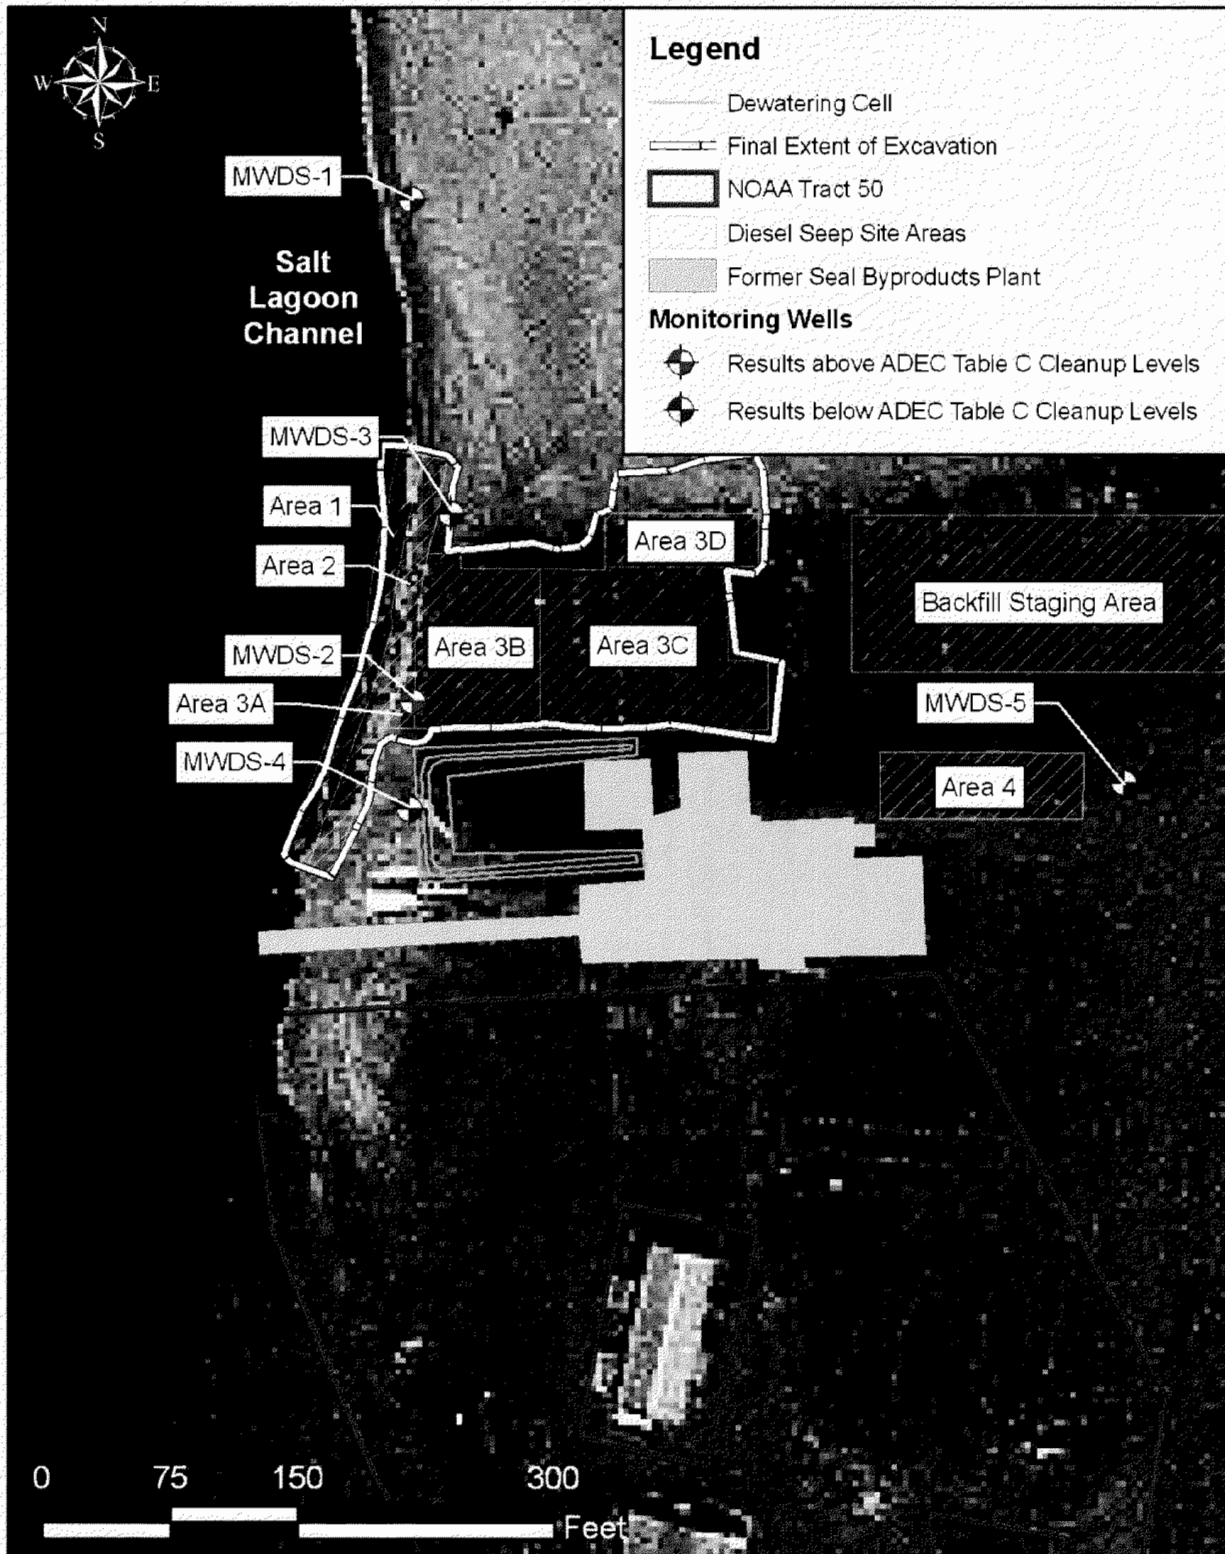 N
W E
S
Legend
Dewatering Cell
Final Extent of Excavation
NOAA Tract 50
Diesel Seep Site Areas
Former Seal Byproducts Plant
Monitoring Wells
Results above ADEC Table C Cleanup Levels
Results below ADEC Table C Cleanup Levels
MWDS-1
Salt
Lagoon
Channel
MWDS-3
Area 1
Area 2
Area 3D
Backfill Staging Area
Area 3B
Area 3C
MWDS-2
Area 3A
MWDS-5
MWDS-4
Area 4
0 75 150 300
Feet